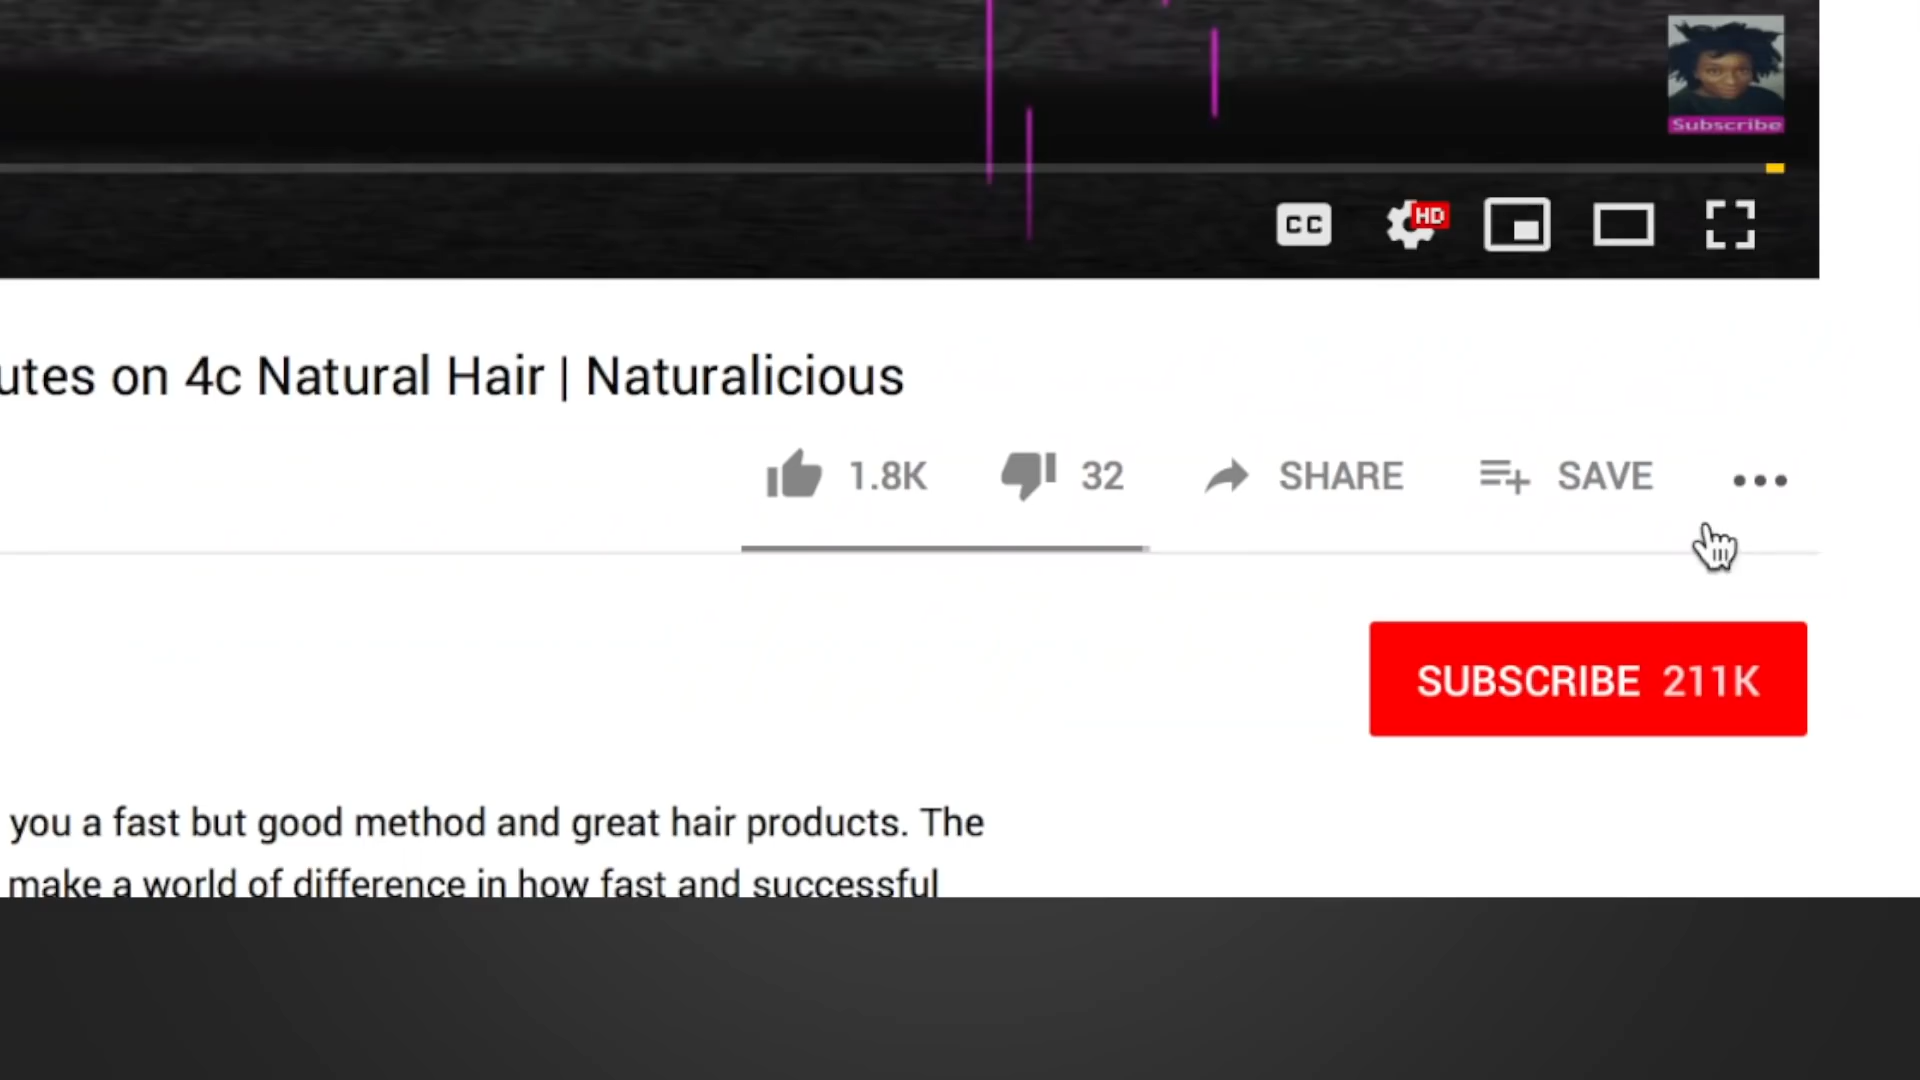 Subscribe
CC HD
utes on 4c Natural Hair | Naturalicious
1.8K 32 SHARE SAVE
SUBSCRIBE 211K
you a fast but good method and great hair products. The
make a world of difference in how fast and successful